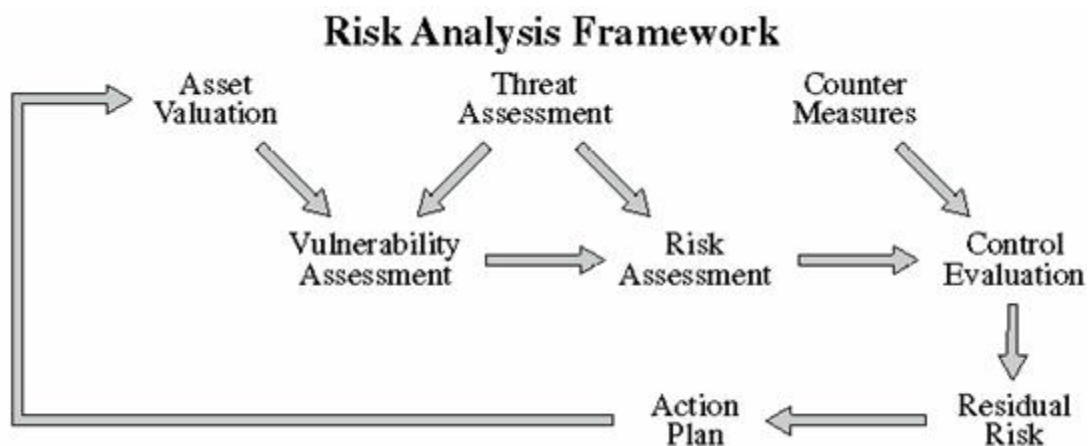 Risk Analysis Framework
Asset
Valuation
Threat
Assessment
Counter
Measures
Vulnerability
Assessment
Risk
Assessment
Control
Evaluation
Action
Plan
Residual
Risk